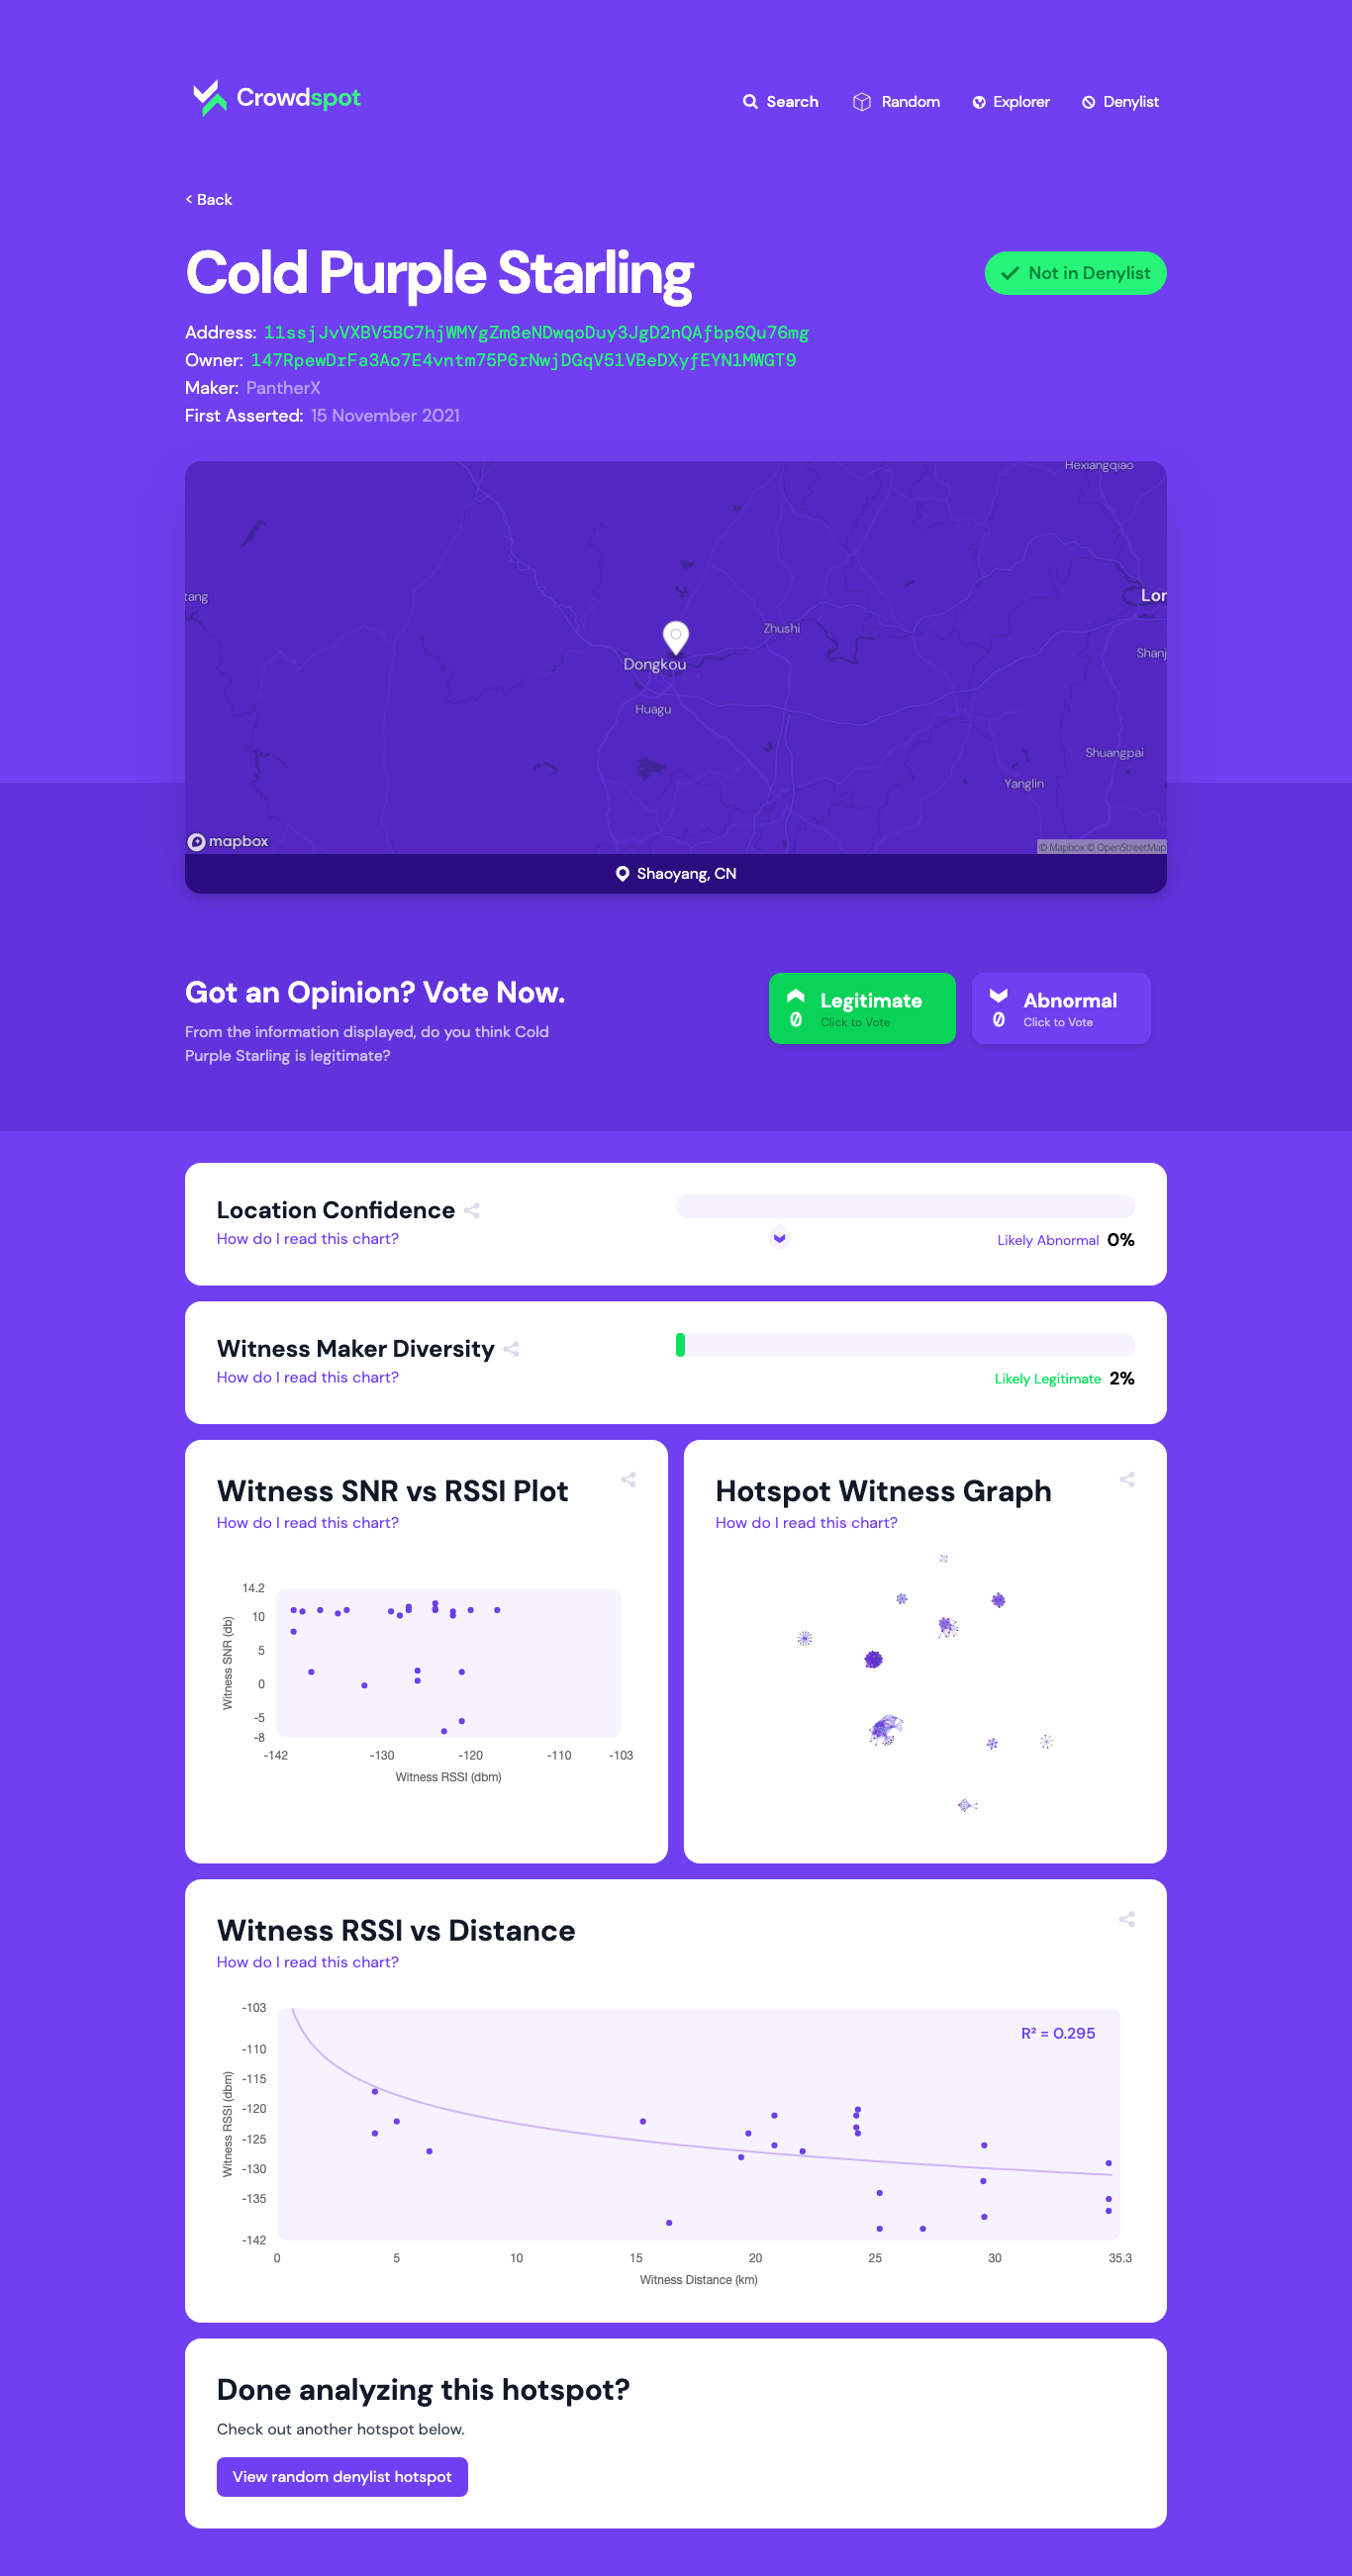 Crowdspot
Search
Random
Explorer
Denylist
< Back
Cold Purple Starling
Not in Denylist
Address: 11ssjJvVXBV5BC7hjWMYgZm8eNDwqoDuy3JgD2nQAfbp6Qu76mg
Owner: 147RpewDrFa3Ao7E4vntm75P6rNwjDGqV51VBeDXyfEYN1MWGT9
Maker: PantherX
First Asserted: 15 November 2021
Hexiangqiao
tang
Lor
Zhushi
Shanj
Dongkou
Huagu
Shuangpai
Yanglin
mapbox
© Mapbox © OpenStreetMap
Shaoyang, CN
Got an Opinion? Vote Now.
From the information displayed, do you think Cold
Purple Starling is legitimate?
Legitimate
0
Click to Vote
Abnormal
0
Click to Vote
Location Confidence
How do I read this chart?
Likely Abnormal 0%
Witness Maker Diversity
How do I read this chart?
Likely Legitimate 2%
Witness SNR vs RSSI Plot
How do I read this chart?
14.2
10
5
0
-5
-8
Witness SNR (db)
-142
-130
-120
-110
-103
Witness RSSI (dbm)
Hotspot Witness Graph
How do I read this chart?
Witness RSSI vs Distance
How do I read this chart?
R² = 0.295
-103
-110
-115
-120
-125
-130
-135
-142
Witness RSSI (dbm)
0
5
10
15
20
25
30
35.3
Witness Distance (km)
Done analyzing this hotspot?
Check out another hotspot below.
View random denylist hotspot